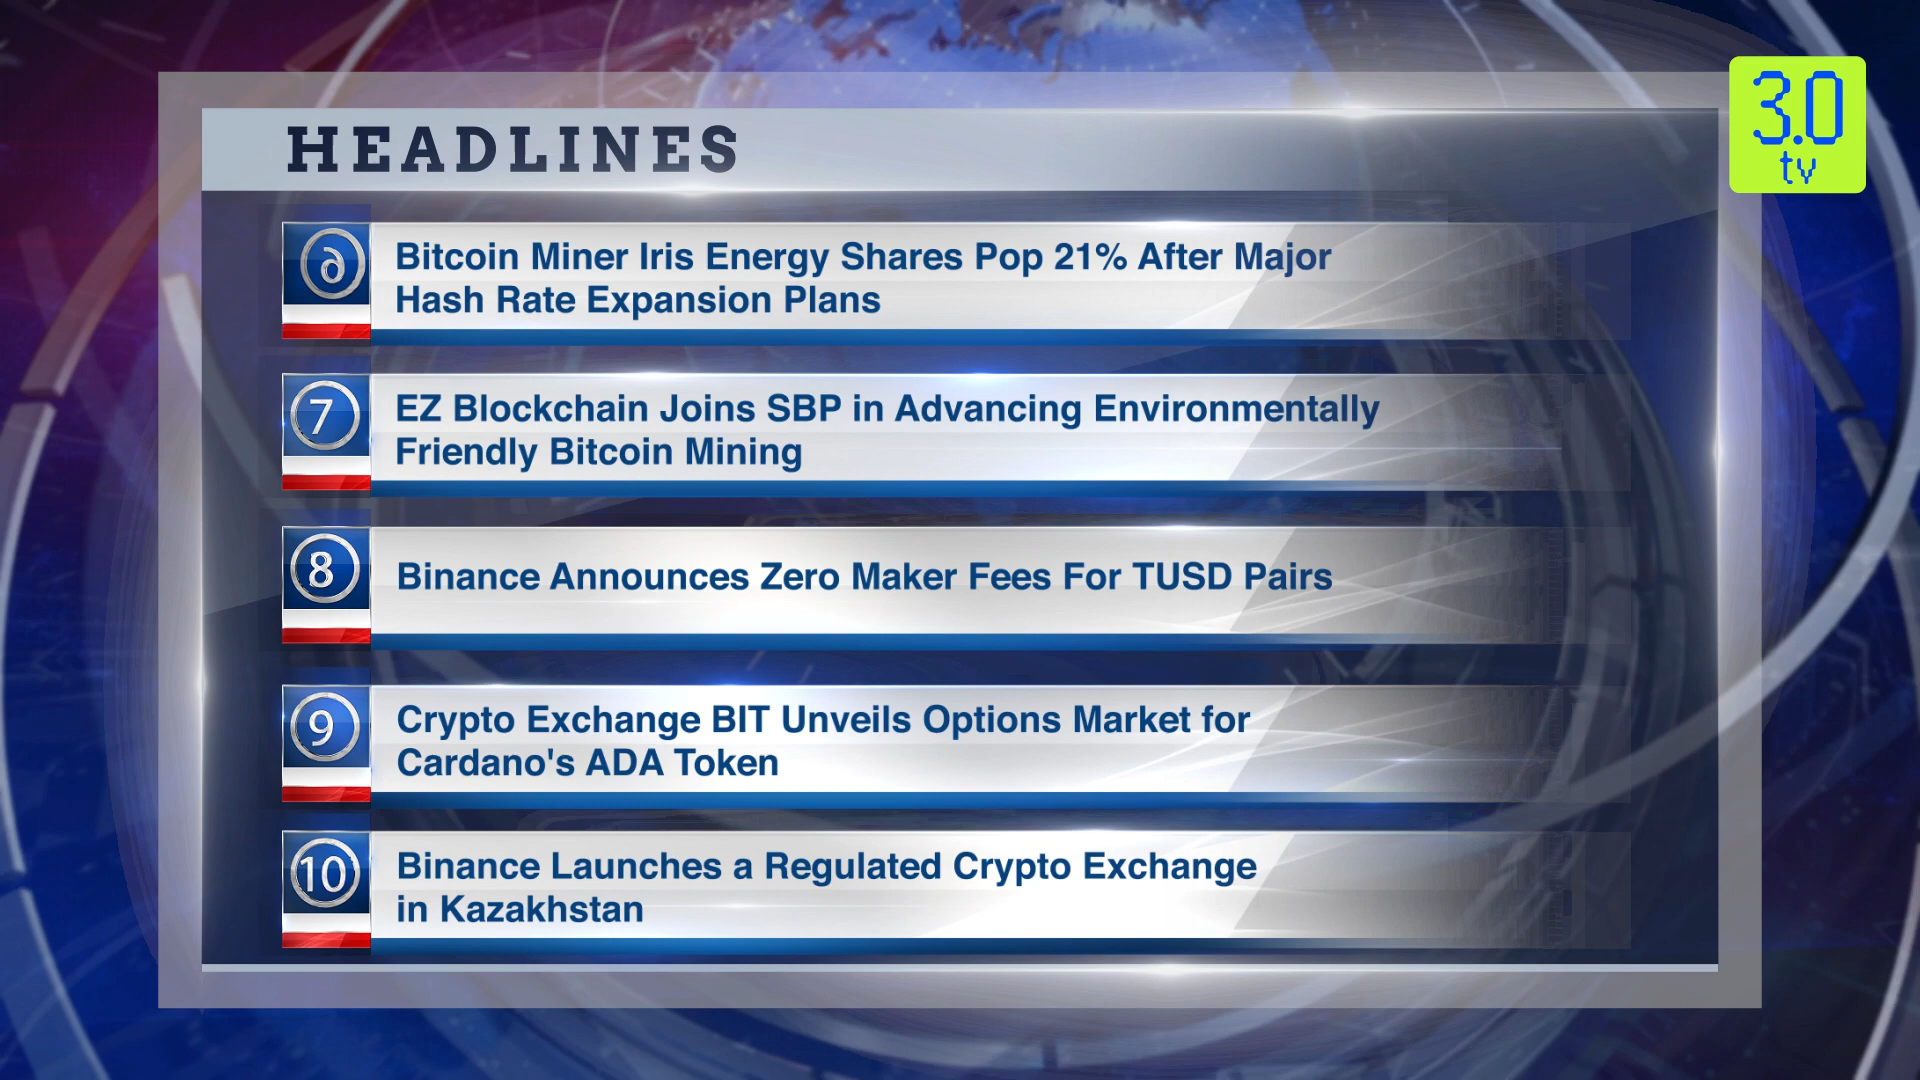 3.0
tv
HEADLINES
6
Bitcoin Miner Iris Energy Shares Pop 21% After Major
Hash Rate Expansion Plans
7
EZ Blockchain Joins SBP in Advancing Environmentally
Friendly Bitcoin Mining
8
Binance Announces Zero Maker Fees For TUSD Pairs
9
Crypto Exchange BIT Unveils Options Market for
Cardano's ADA Token
10
Binance Launches a Regulated Crypto Exchange
in Kazakhstan